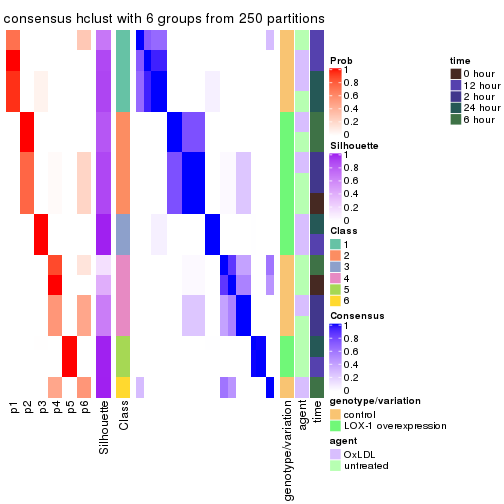 consensus hclust with 6 groups from 250 partitions
Prob
1
0.8
0.6
0.4
0.2
0
Silhouette
1
0.8
0.6
0.4
0.2
0
Class
1
2
3
4
5
6
Consensus
1
0.8
0.6
0.4
0.2
0
genotype/variation
control
LOX-1 overexpression
agent
OxLDL
untreated
time
0 hour
12 hour
2 hour
24 hour
6 hour
p1
p2
p3
p4
p5
p6
Silhouette
Class
genotype/variation
agent
time